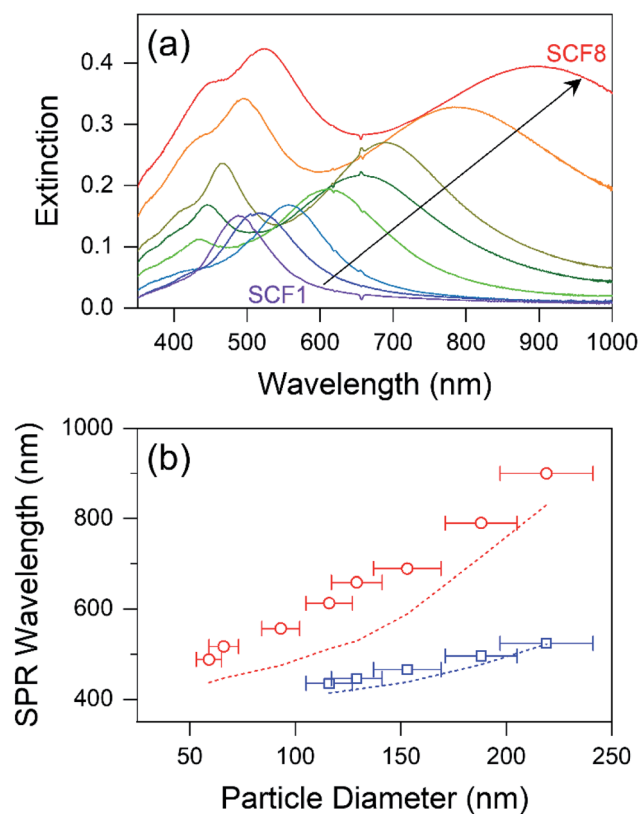 (a)
SCF8
0.4
0.3
0.2
0.1
0.0
Extinction
SCF1
400 500 600 700 800 900 1000
Wavelength (nm)
(b)
1000
800
600
400
SPR Wavelength (nm)
50 100 150 200 250
Particle Diameter (nm)